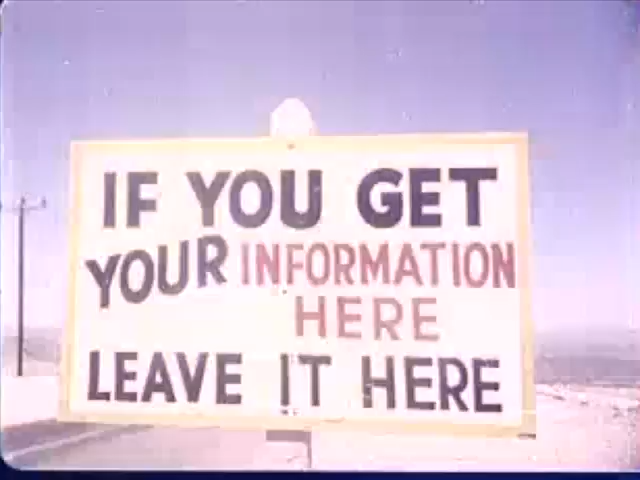 IF YOU GET
YOUR INFORMATION
HERE
LEAVE IT HERE